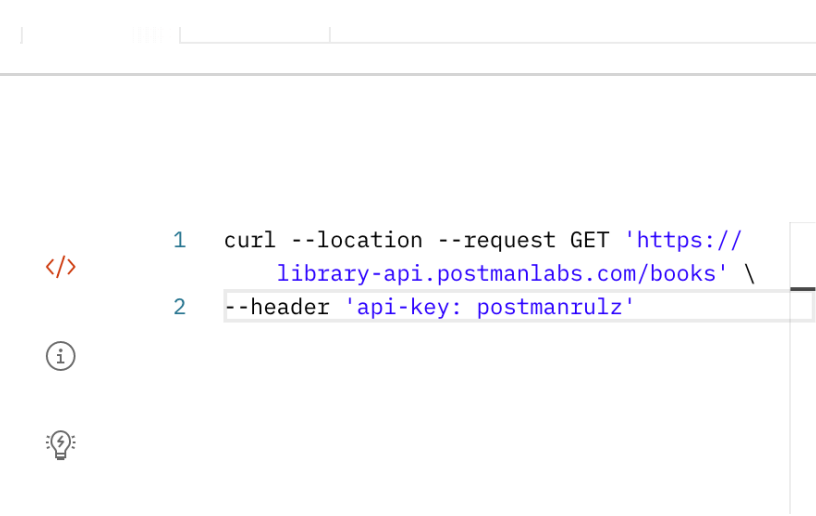 1 curl --location --request GET 'https://
library-api.postmanlabs.com/books' \
2 --header 'api-key: postmanrulz'